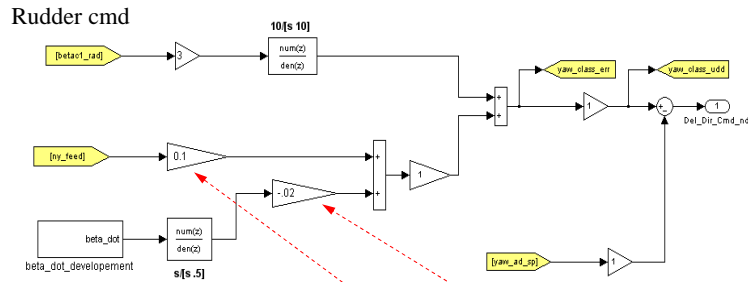 Rudder cmd
10/[s 10]
[betac1_rad]
3
num(z)
den(z)
yaw_class_err
yaw_class_udd
+
+
1
+
-
1
Del_Dir_Cmd_nd
[ny_feed]
0.1
+
+
1
-.02
beta_dot
beta_dot_developement
num(z)
den(z)
s/[s .5]
[yaw_ad_sp]
1